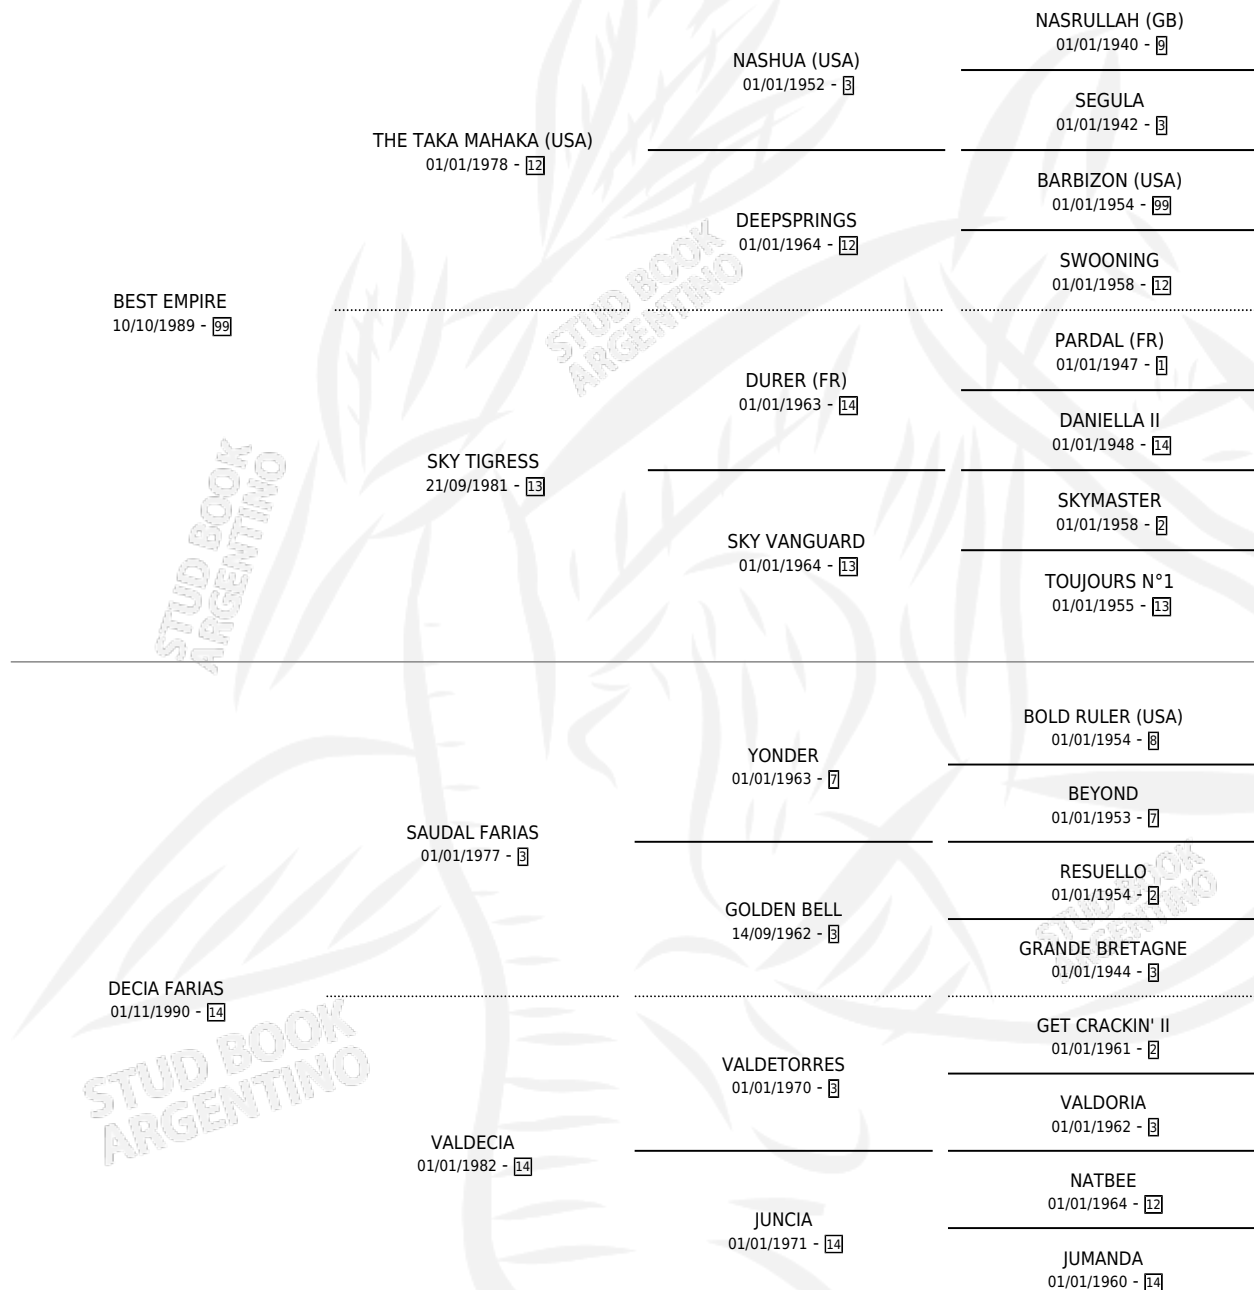 NASRULLAH (GB)
01/01/1940 - 9
NASHUA (USA)
01/01/1952 - 3
SEGULA
01/01/1942 - 3
THE TAKA MAHAKA (USA)
01/01/1978 - 12
BARBIZON (USA)
01/01/1954 - 99
DEEPSPRINGS
01/01/1964 - 12
SWOONING
01/01/1958 - 12
BEST EMPIRE
10/10/1989 - 99
STUD BOOK
ARGENTINO
PARDAL (FR)
01/01/1947 - 1
DURER (FR)
01/01/1963 - 14
DANIELLA II
01/01/1948 - 14
SKY TIGRESS
21/09/1981 - 13
SKYMASTER
01/01/1958 - 2
SKY VANGUARD
01/01/1964 - 13
TOUJOURS N°1
01/01/1955 - 13
STUD BOOK
ARGENTINO
BOLD RULER (USA)
01/01/1954 - 8
YONDER
01/01/1963 - 7
BEYOND
01/01/1953 - 7
SAUDAL FARIAS
01/01/1977 - 3
RESUELLO
01/01/1954 - 2
GOLDEN BELL
14/09/1962 - 3
STUD BOOK
ARGENTINO
GRANDE BRETAGNE
01/01/1944 - 3
DECIA FARIAS
01/11/1990 - 14
GET CRACKIN' II
01/01/1961 - 2
STUD BOOK
ARGENTINO
VALDETORRES
01/01/1970 - 3
VALDORIA
01/01/1962 - 3
VALDECIA
01/01/1982 - 14
NATBEE
01/01/1964 - 12
JUNCIA
01/01/1971 - 14
JUMANDA
01/01/1960 - 14